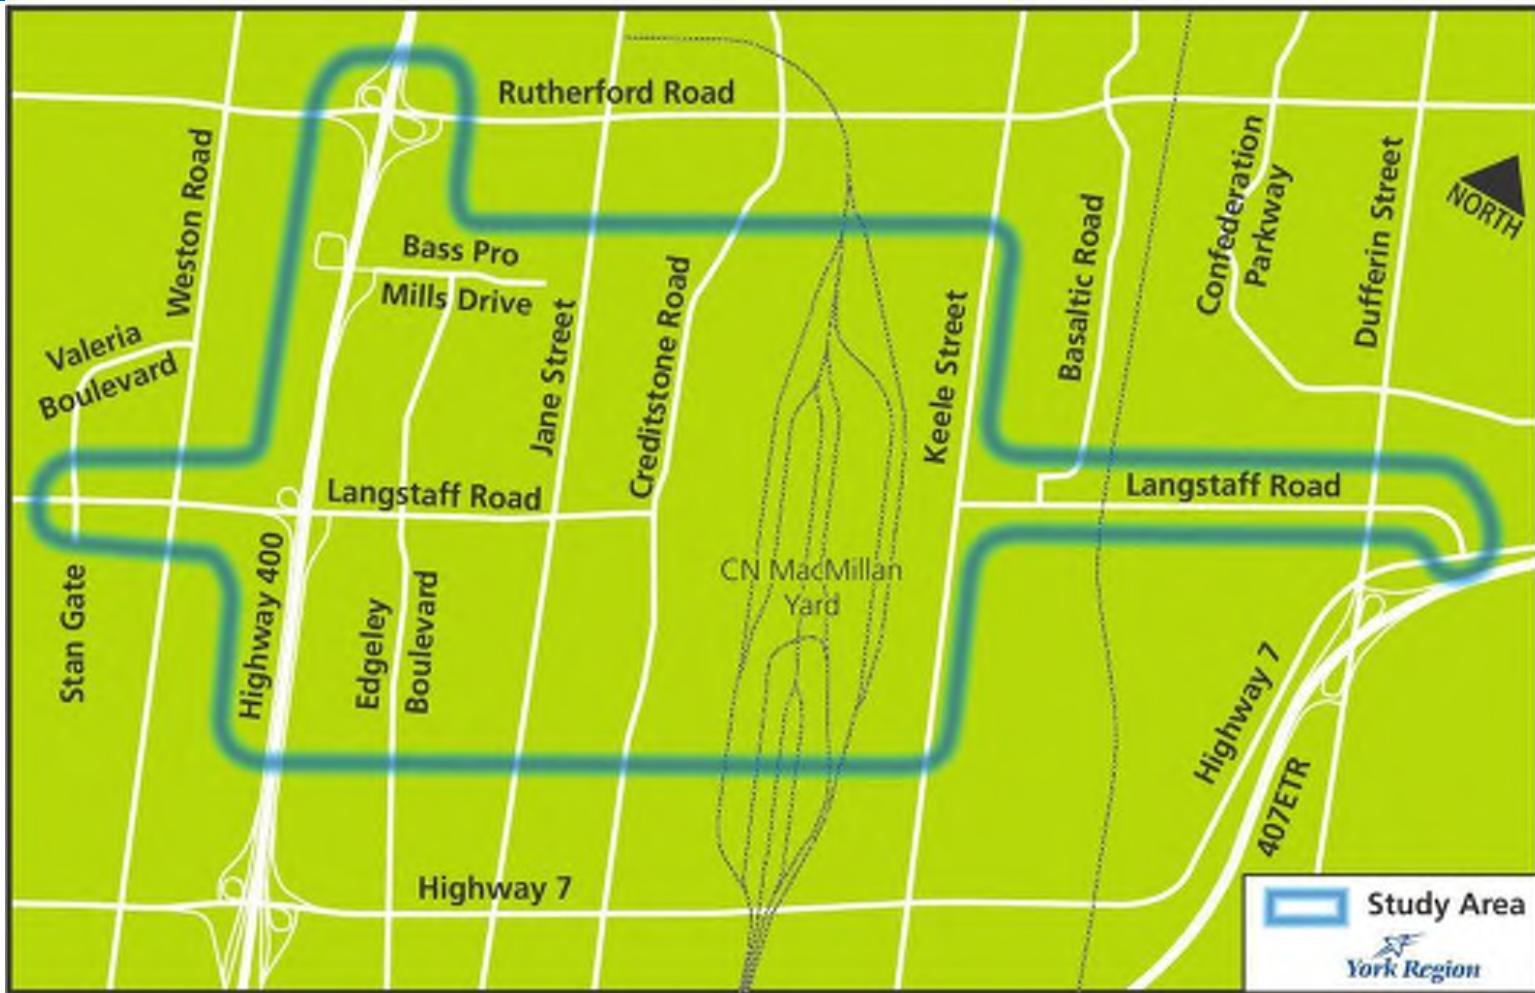 Rutherford Road
Weston Road
Bass Pro
Mills Drive
Valeria
Boulevard
Jane Street
Creditstone Road
Keele Street
Basaltic Road
Confederation
Parkway
Dufferin Street
NORTH
Langstaff Road
Langstaff Road
CN MacMillan
Yard
Stan Gate
Highway 400
Edgeley
Boulevard
Highway 7
407ETR
Highway 7
Study Area
York Region